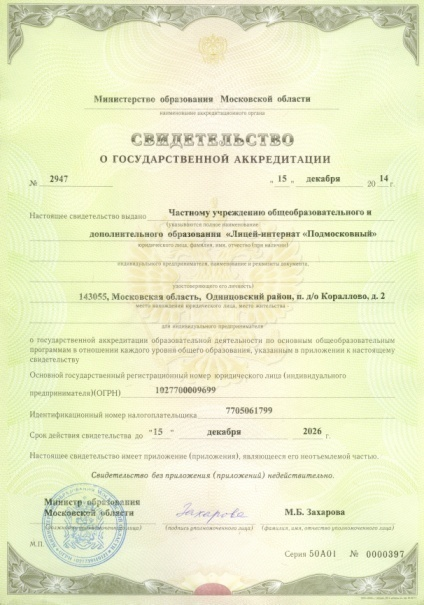 Министерство образования Московской области
наименование аккредитационного органа
СВИДЕТЕЛЬСТВО
О ГОСУДАРСТВЕННОЙ АККРЕДИТАЦИИ
№ 2947 "15" декабря 2014 г.
Настоящее свидетельство выдано Частному учреждению общеобразовательного и
(указывается полное наименование
дополнительного образования «Лицей-интернат «Подмосковный»
юридического лица, фамилия, имя, отчество (при наличии)
индивидуального предпринимателя, наименование и реквизиты документа,
удостоверяющего его личность)
143055, Московская область, Одинцовский район, п. д/о Кораллово, д. 2
место нахождения юридического лица, место жительства -
для индивидуального предпринимателя
о государственной аккредитации образовательной деятельности по основным общеобразовательным
программам в отношении каждого уровня общего образования, указанным в приложении к настоящему
свидетельству
Основной государственный регистрационный номер юридического лица (индивидуального
предпринимателя)(ОГРН) 1027700009699
Идентификационный номер налогоплательщика 7705061799
Срок действия свидетельства до "15" декабря 2026 г.
Настоящее свидетельство имеет приложение (приложения), являющееся его неотъемлемой частью.
Свидетельство без приложения (приложений) недействительно.
Министр образования
Московской области Захарова М.Б. Захарова
(должность уполномоченного лица) (подпись уполномоченного лица) (фамилия, имя, отчество уполномоченного лица)
М.П.
Серия 50А01 № 0000397